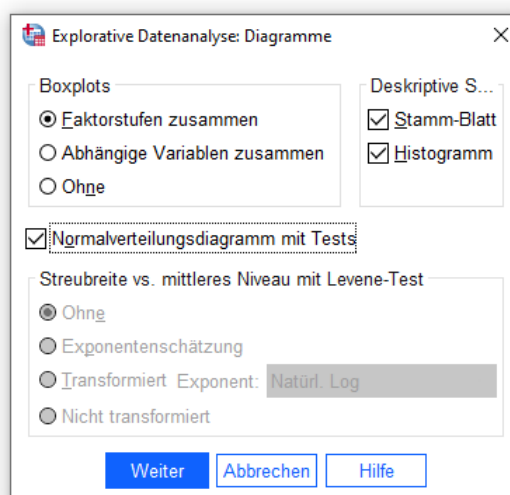 Explorative Datenanalyse: Diagramme
Boxplots
Faktorstufen zusammen
Abhängige Variablen zusammen
Ohne
Deskriptive S...
Stamm-Blatt
Histogramm
Normalverteilungsdiagramm mit Tests
Streubreite vs. mittleres Niveau mit Levene-Test
Ohne
Exponentenschätzung
Transformiert Exponent: Natürl. Log
Nicht transformiert
Weiter Abbrechen Hilfe